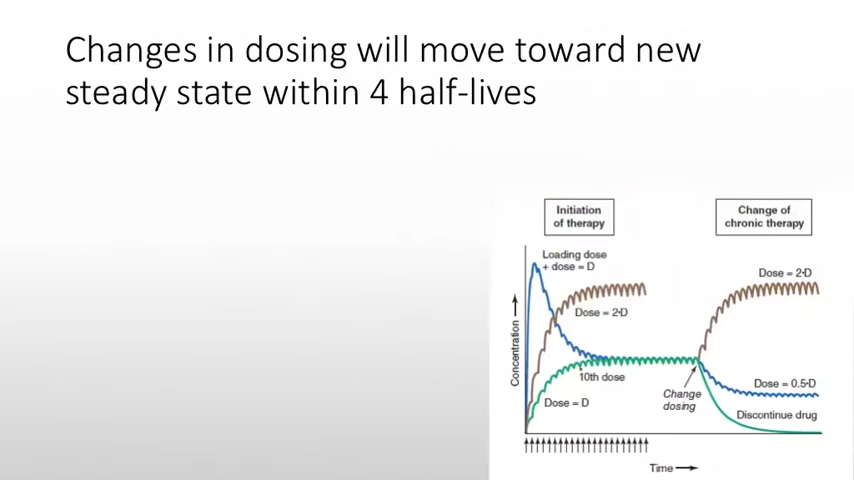 Changes in dosing will move toward new
steady state within 4 half-lives
Initiation
of therapy
Change of
chronic therapy
Loading dose
+ dose = D
Dose = 2·D
Dose = 2·D
Concentration
10th dose
Dose = D
Change
dosing
Dose = 0.5·D
Discontinue drug
Time